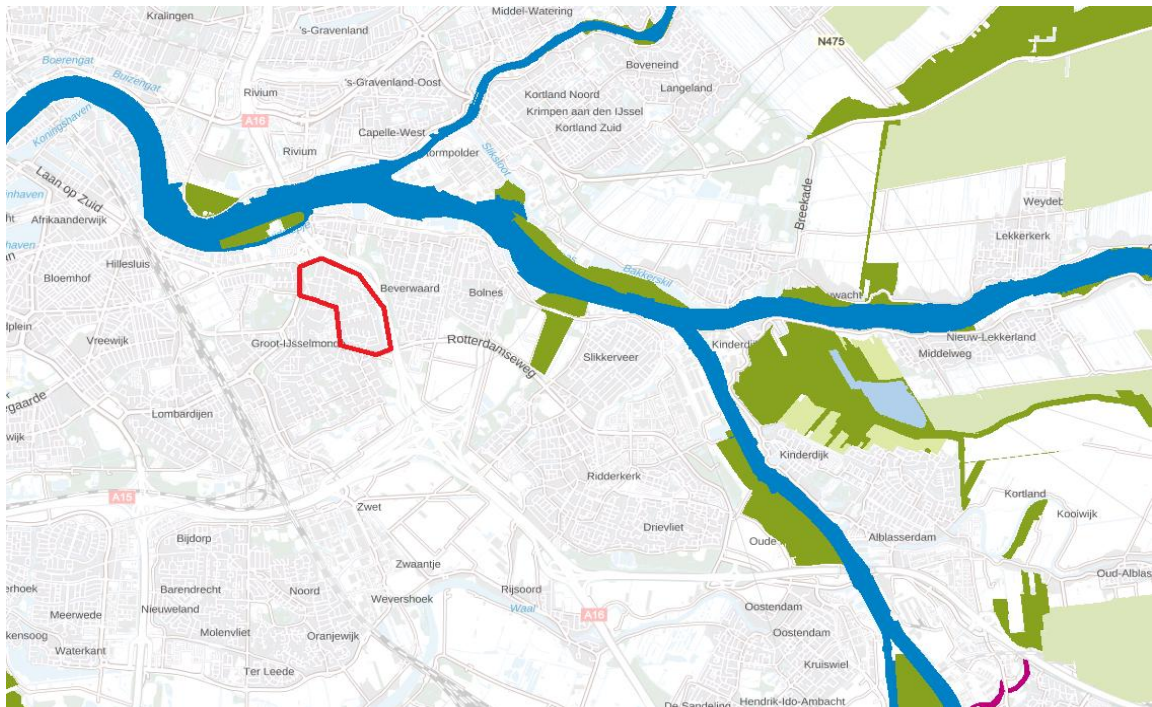 Middel-Watering
Kralingen
's-Gravenland
N475
Boerengat
Buizengat
Boveneind
's-Gravenland-Oost
Rivium
Langeland
Kortland Noord
Koningshaven
Krimpen aan den IJssel
A16
Kortland Zuid
Capelle-West
Rivium
Stormpolder
Sliksloot
Laan op Zuid
Breekade
Weydet
Afrikaanderwijk
Lekkerkerk
Hillesluis
Bloemhof
Bakkerskil
Beverwaard
Bolnes
uwacht
Nieuw-Lekkerland
Vreewijk
Groot-IJsselmonde
Rotterdamseweg
Kinderdijk
Middelweg
Slikkerveer
Lombardijen
Kinderdijk
Ridderkerk
A15
Zwet
Kortland
Kooiwijk
Drievliet
Bijdorp
Oude
Alblasserdam
Zwaantje
Oud-Alblas
Barendrecht
Noord
Rijsoord
Wevershoek
Nieuweland
Waal
A16
Oostendam
Meerwede
Molenvliet
Oranjewijk
Oostendam
Waterkant
Kruiswiel
Ter Leede
De Sandeling
Hendrik-Ido-Ambacht